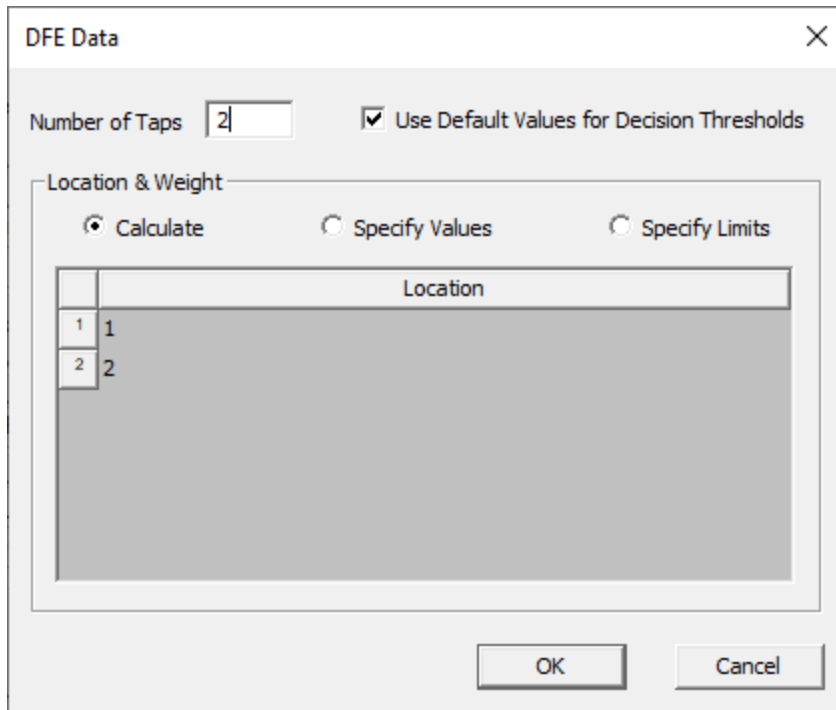 DFE Data
Number of Taps 2 Use Default Values for Decision Thresholds
Location & Weight
Calculate Specify Values Specify Limits
Location
1 1
2 2
OK Cancel